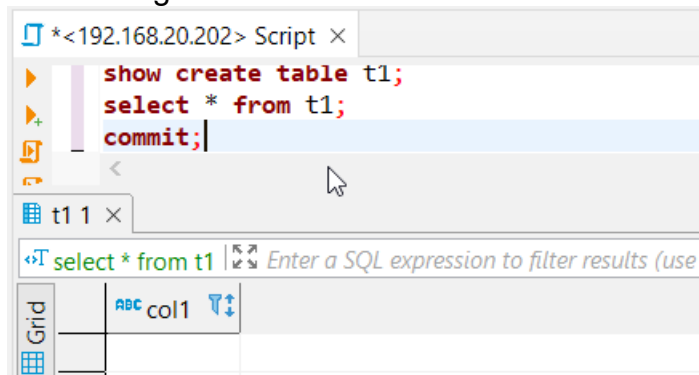 *<192.168.20.202> Script
show create table t1;
select * from t1;
commit;
t1 1
select * from t1 Enter a SQL expression to filter results (use
Grid
ABC col1